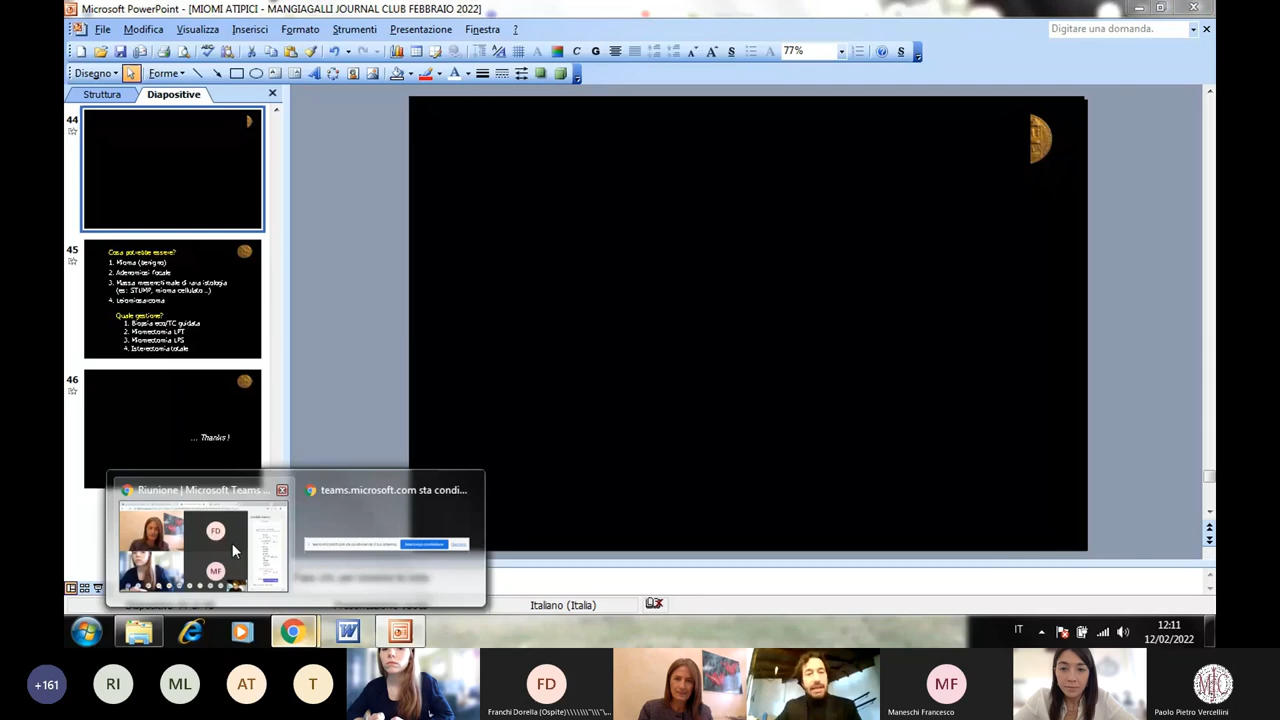 Microsoft PowerPoint - [MIOMI ATIPICI - MANGIAGALLI JOURNAL CLUB FEBBRAIO 2022]
File Modifica Visualizza Inserisci Formato Strumenti Presentazione Finestra ?
Digitare una domanda.
C G S A A S
77%
S
Disegno Forme A
Struttura Diapositive
44
45
Cosa potrebbe essere?
1. Mioma (benigno)
2. Adenomiosi focale
3. Massa mesenchimale di rara istologia
(es: STUMP, mioma cellulato ..)
4. Leiomiosarcoma
Quale gestione?
1. Biopsia eco/TC guidata
2. Miomectomia LPT
3. Miomectomia LPS
4. Isterectomia totale
46
... Thanks!
Riunione | Microsoft Teams ...
teams.microsoft.com sta condi...
FD
MF
Italiano (Italia)
IT
12:11
12/02/2022
+161
RI
ML
AT
T
FD
Franchi Dorella (Ospite)\\\\\\\"\\\"\...
MF
Maneschi Francesco
Paolo Pietro Vercellini